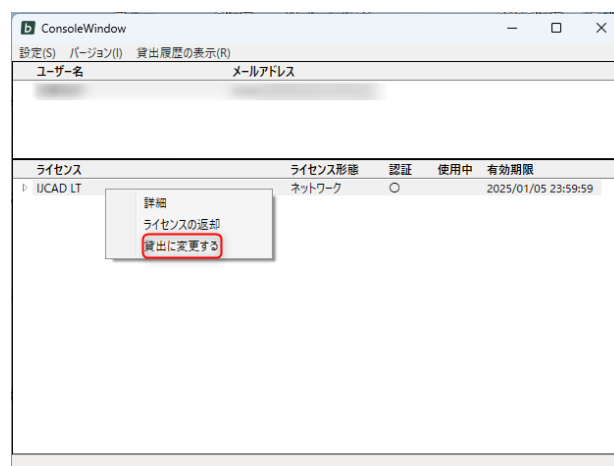 ConsoleWindow
設定(S) バージョン(I) 貸出履歴の表示(R)
ユーザー名 メールアドレス
ライセンス ライセンス形態 認証 使用中 有効期限
IJCAD LT ネットワーク ○ 2025/01/05 23:59:59
詳細
ライセンスの返却
貸出に変更する